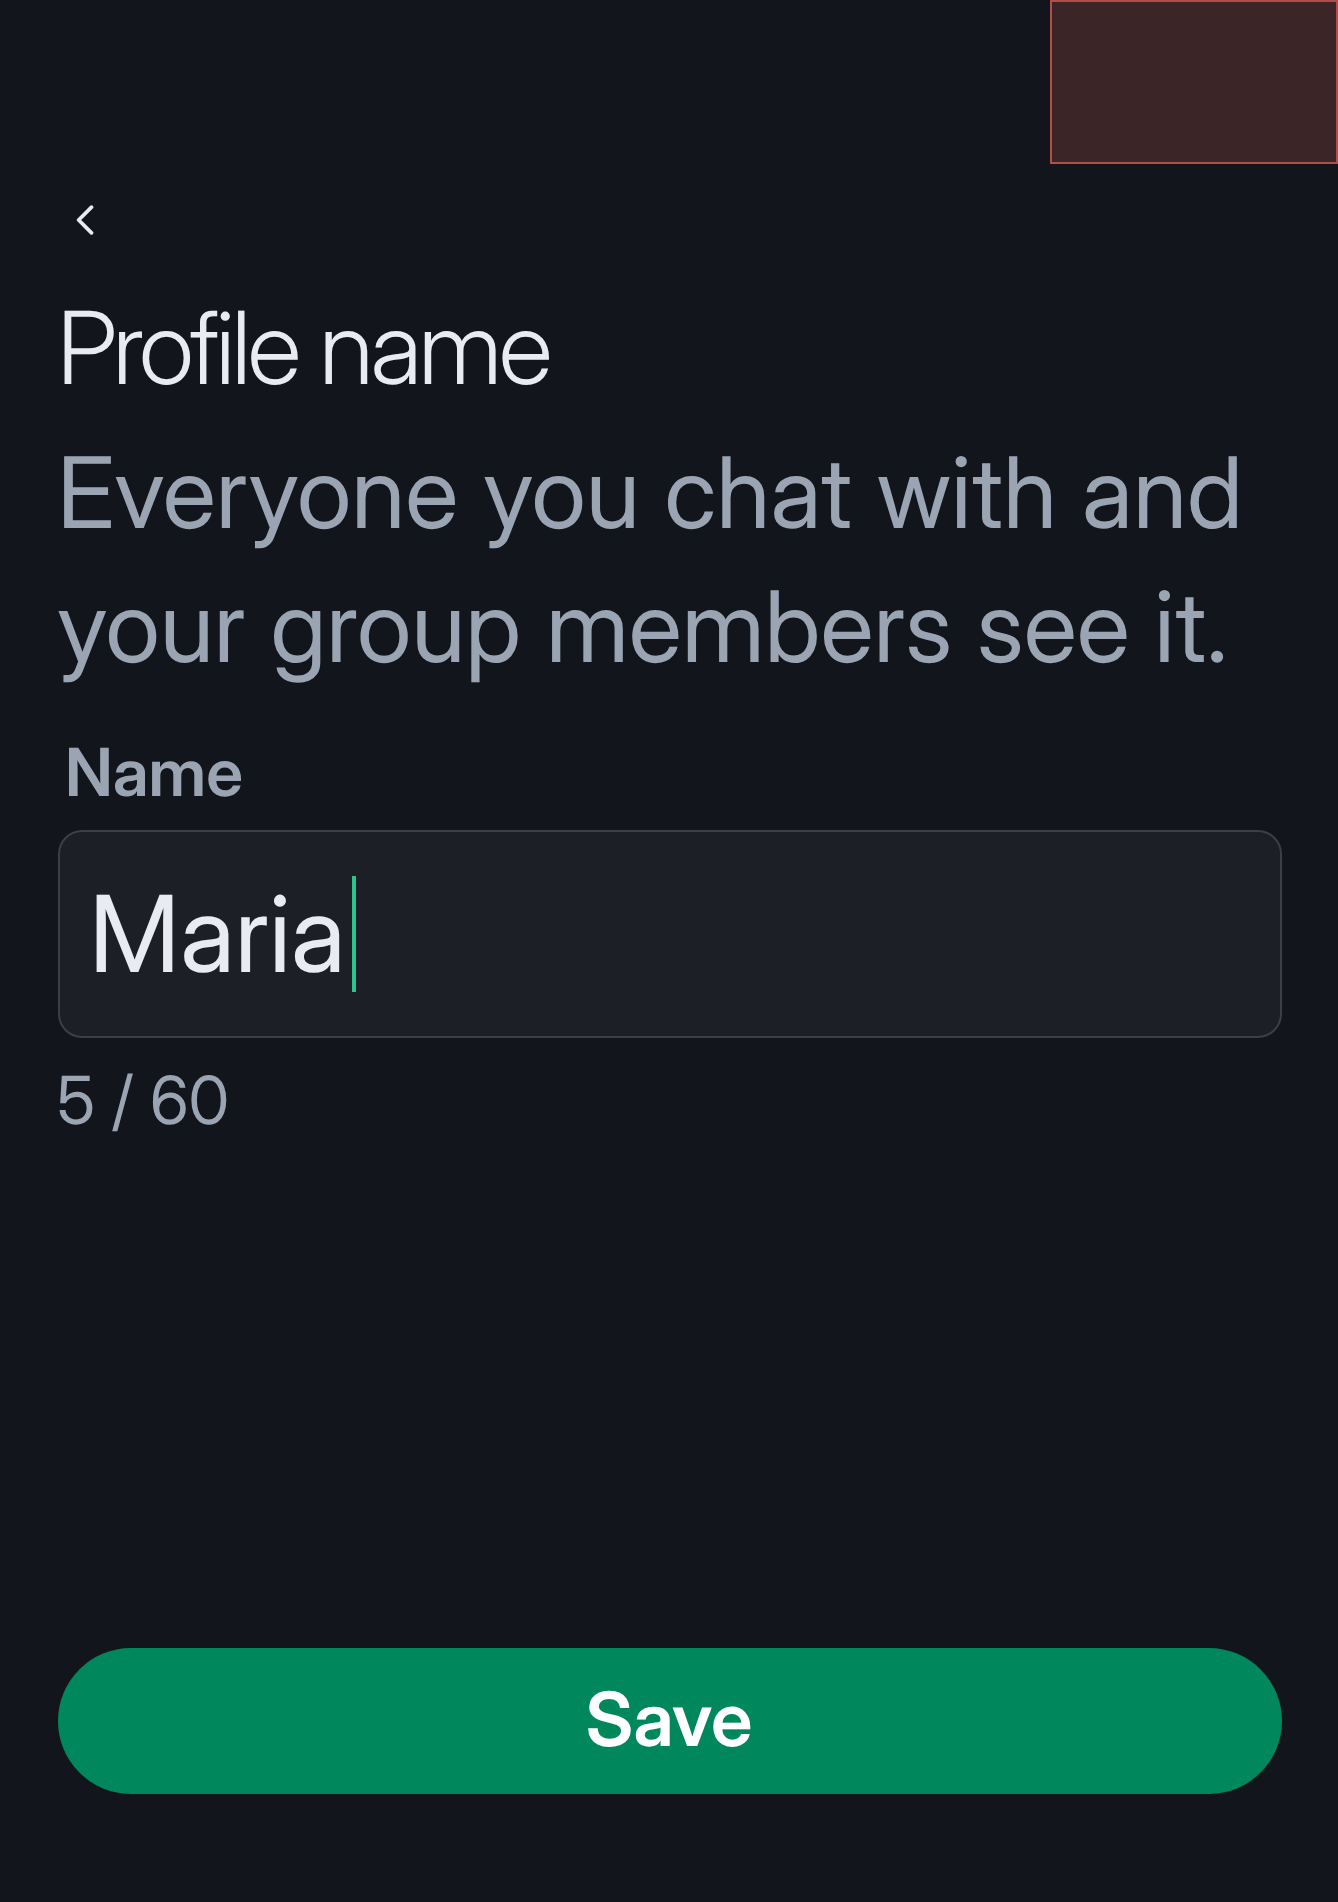 Profile name
Everyone you chat with and
your group members see it.
Name
Maria
5 / 60
Save